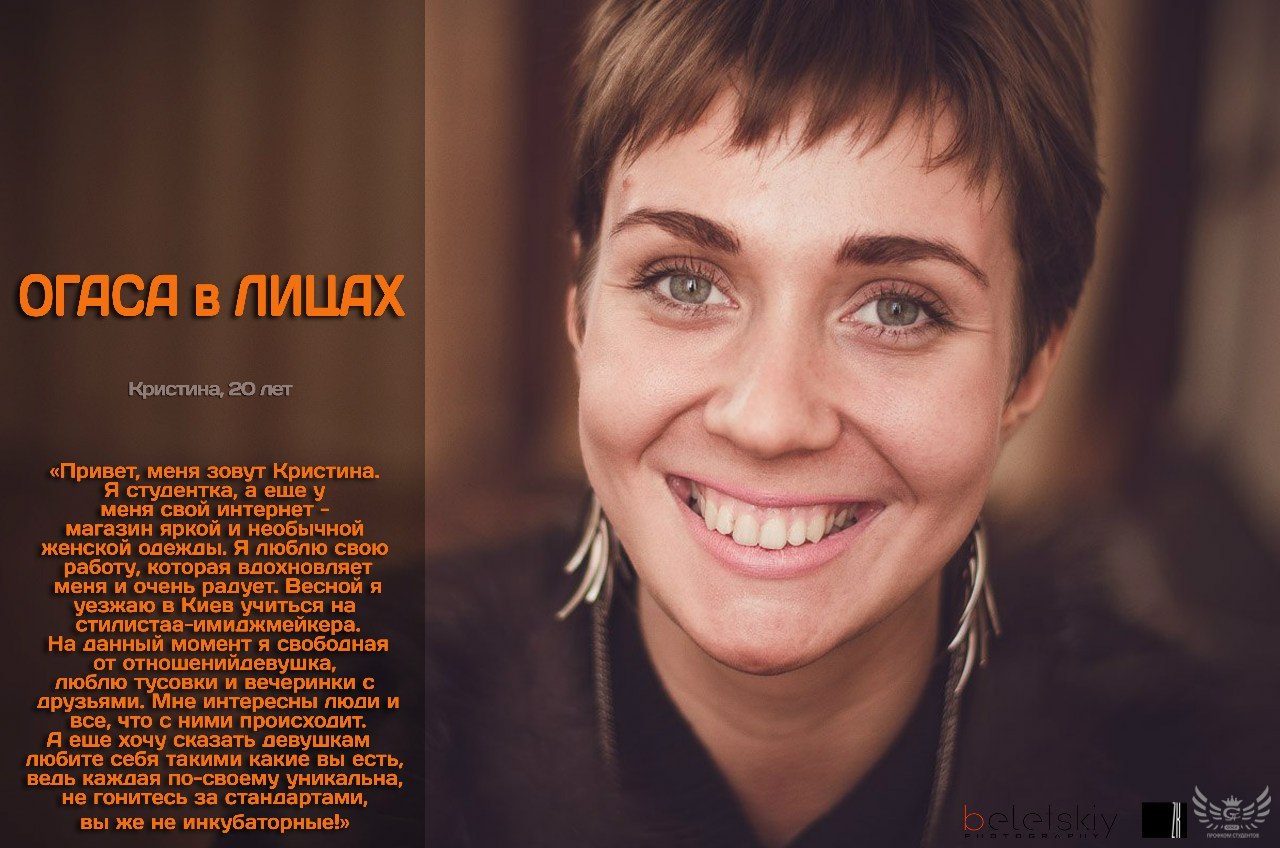 ОГАСА в ЛИЦАХ
Кристина, 20 лет
«Привет, меня зовут Кристина.
Я студентка, а еще у
меня свой интернет -
магазин яркой и необычной
женской одежды. Я люблю свою
работу, которая вдохновляет
меня и очень радует. Весной я
уезжаю в Киев учиться на
стилистаа-имиджмейкера.
На данный момент я свободная
от отношенийдевушка,
люблю тусовки и вечеринки с
друзьями. Мне интересны люди и
все, что с ними происходит.
А еще хочу сказать девушкам
любите себя такими какие вы есть,
ведь каждая по-своему уникальна,
не гонитесь за стандартами,
вы же не инкубаторные!»
beletskiy
PHOTOGRAPHY
ПРОФКОМ СТУДЕНТОВ